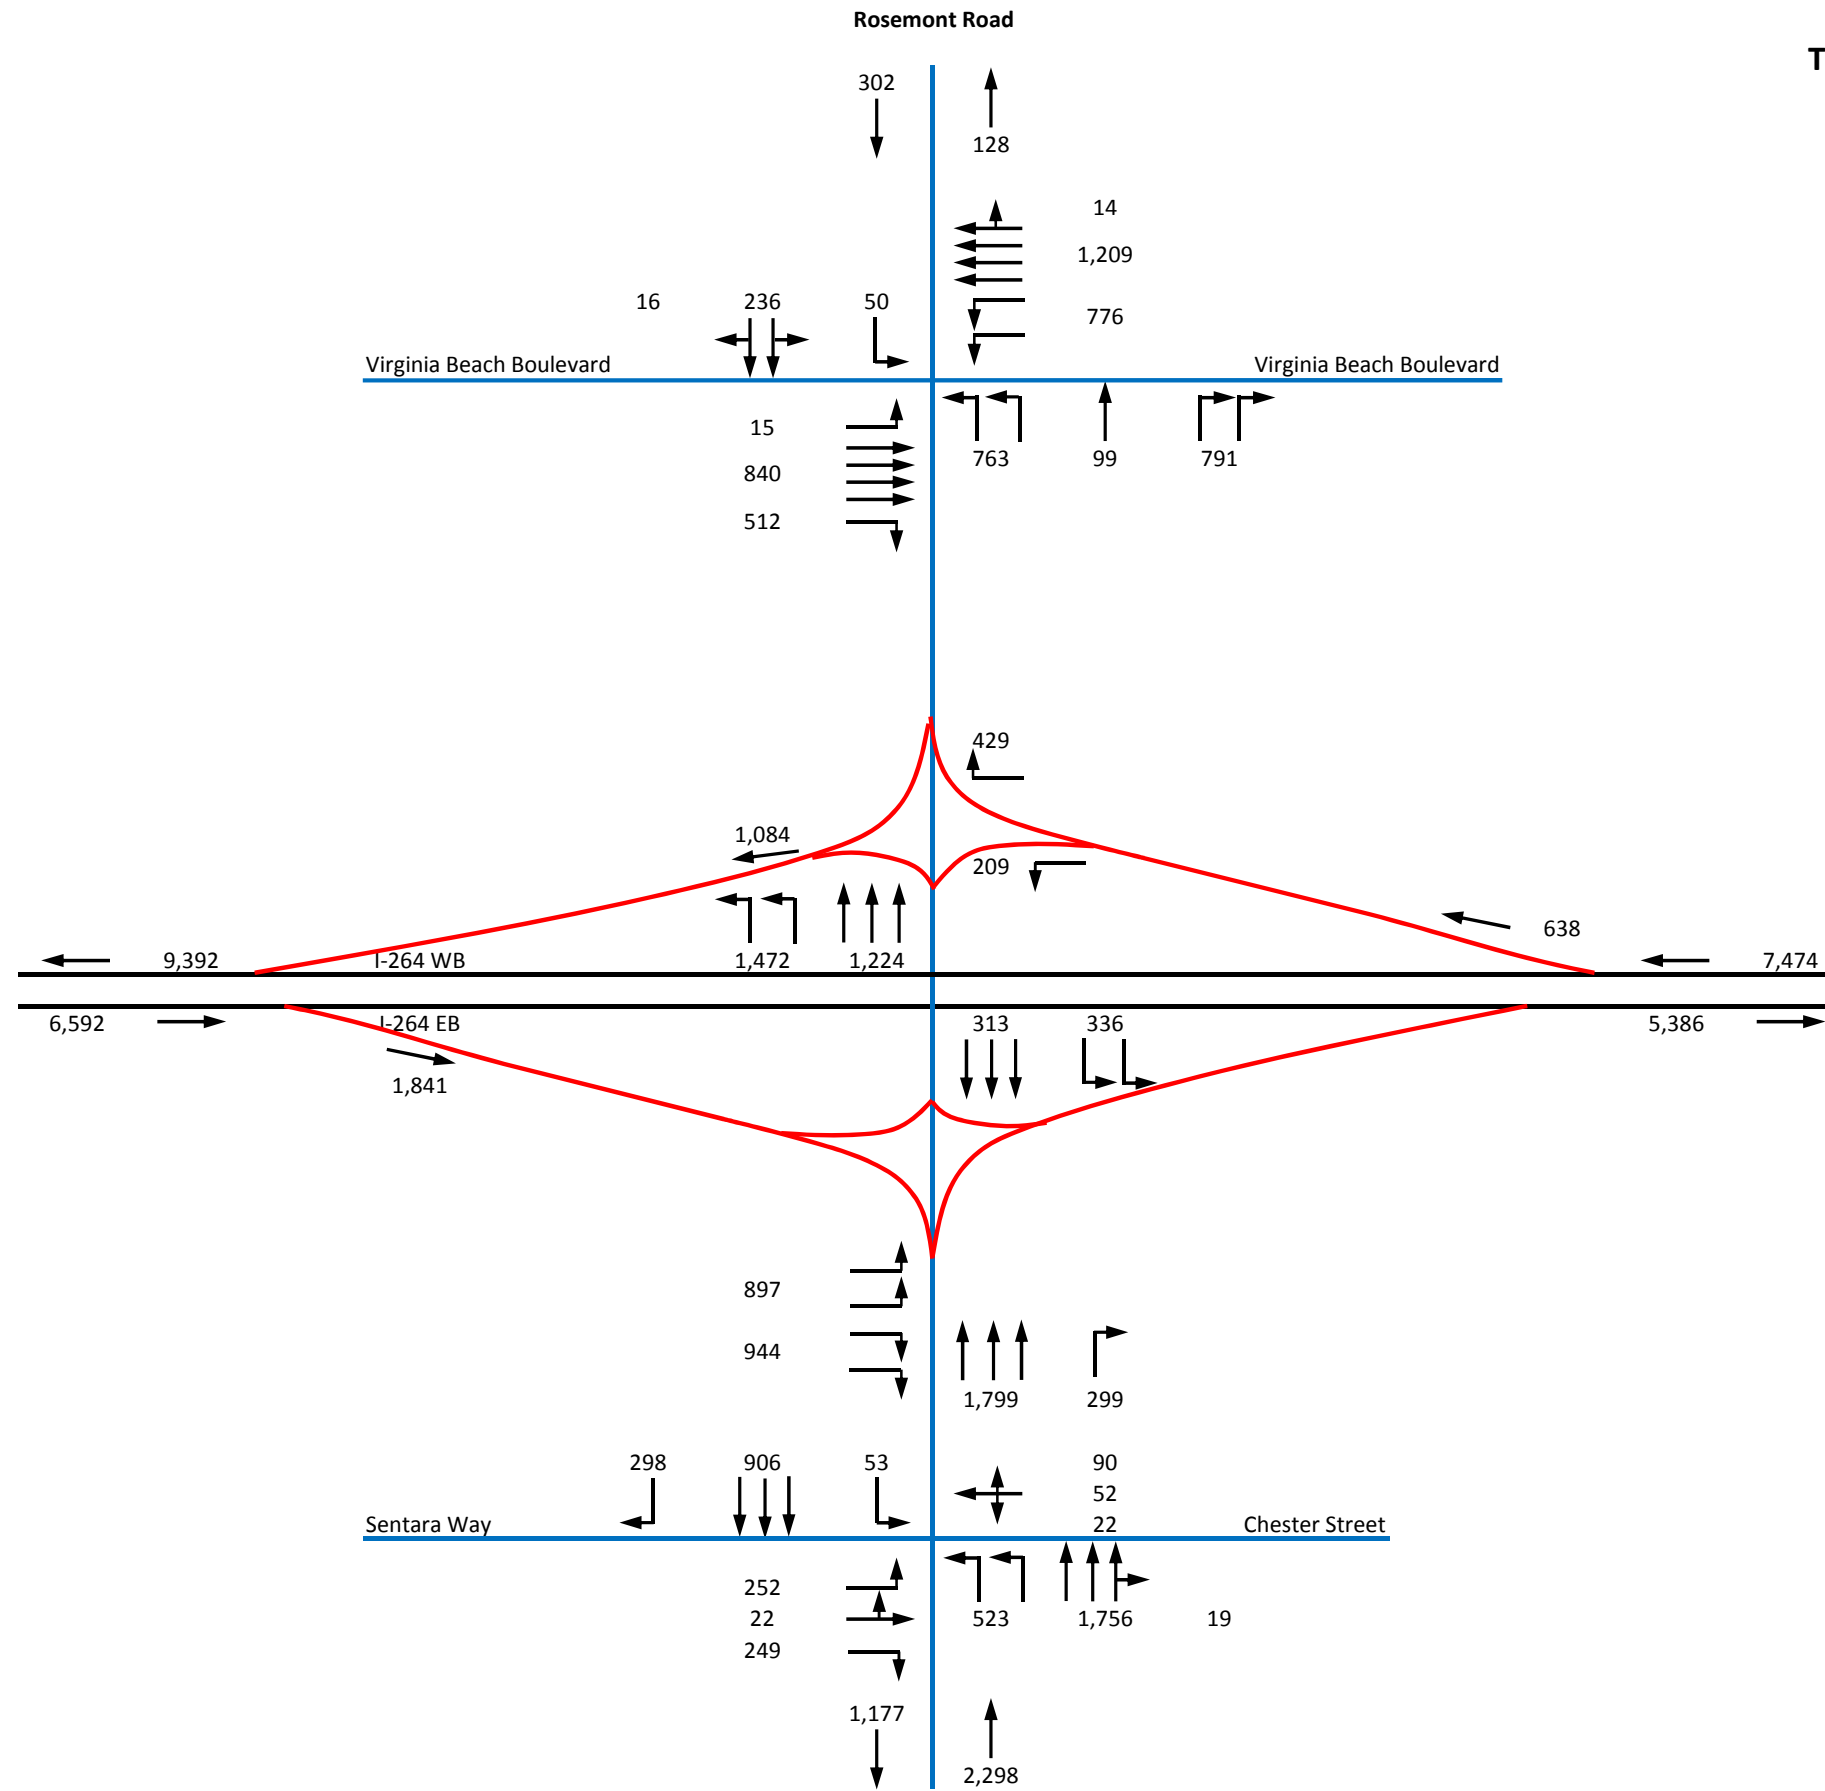 Rosemont Road
T
302
128
14
1,209
16 236 50
776
Virginia Beach Boulevard Virginia Beach Boulevard
15
763 99 791
840
512
429
1,084
209
638
9,392 I-264 WB 1,472 1,224 7,474
6,592 I-264 EB 313 336 5,386
1,841
897
944
1,799 299
298 906 53 90
52
Sentara Way 22 Chester Street
252
22 523 1,756 19
249
1,177
2,298